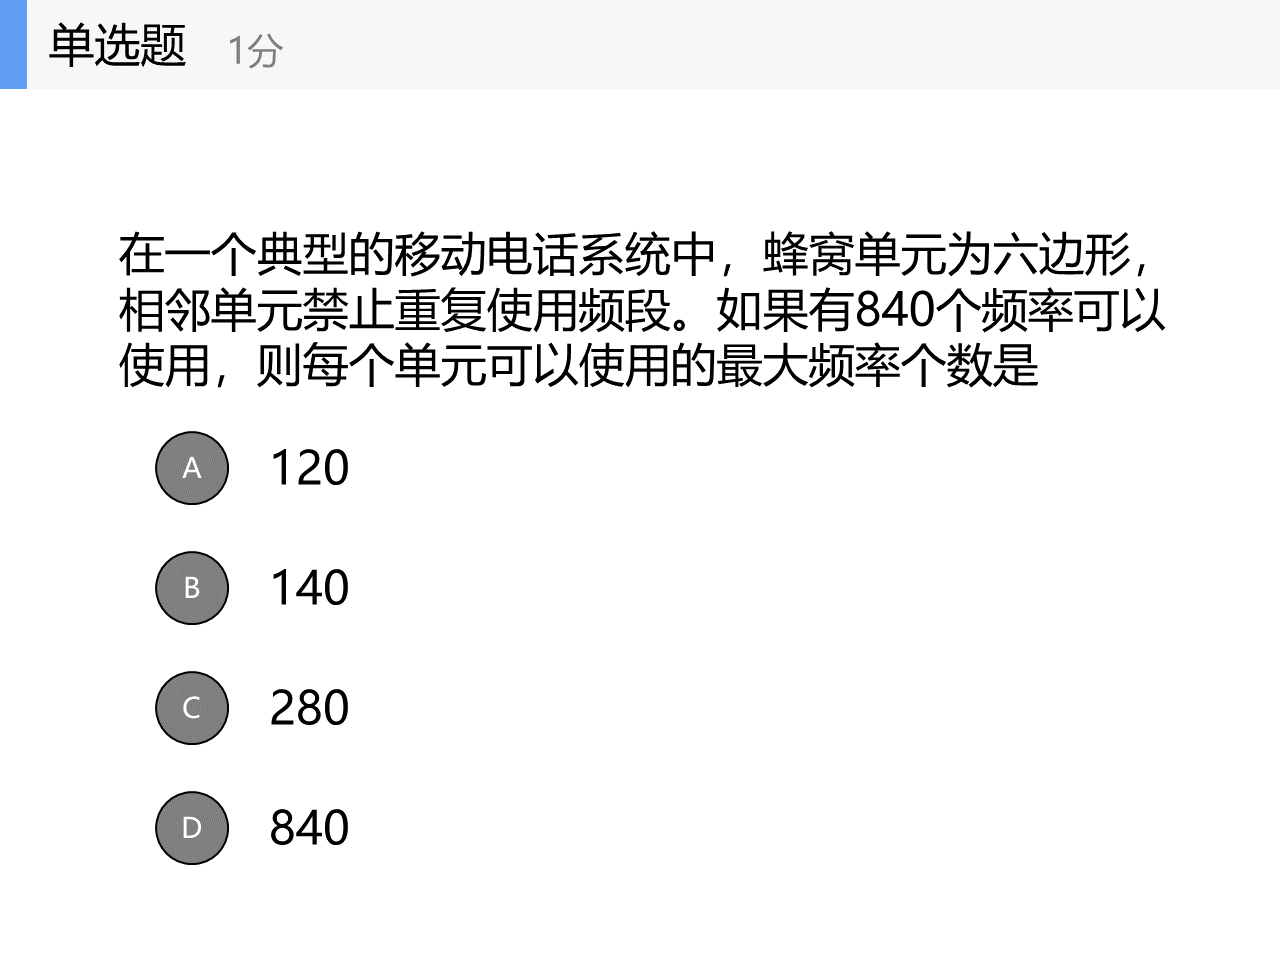 单选题 1分
在一个典型的移动电话系统中，蜂窝单元为六边形，
相邻单元禁止重复使用频段。如果有840个频率可以
使用，则每个单元可以使用的最大频率个数是
A 120
B 140
C 280
D 840